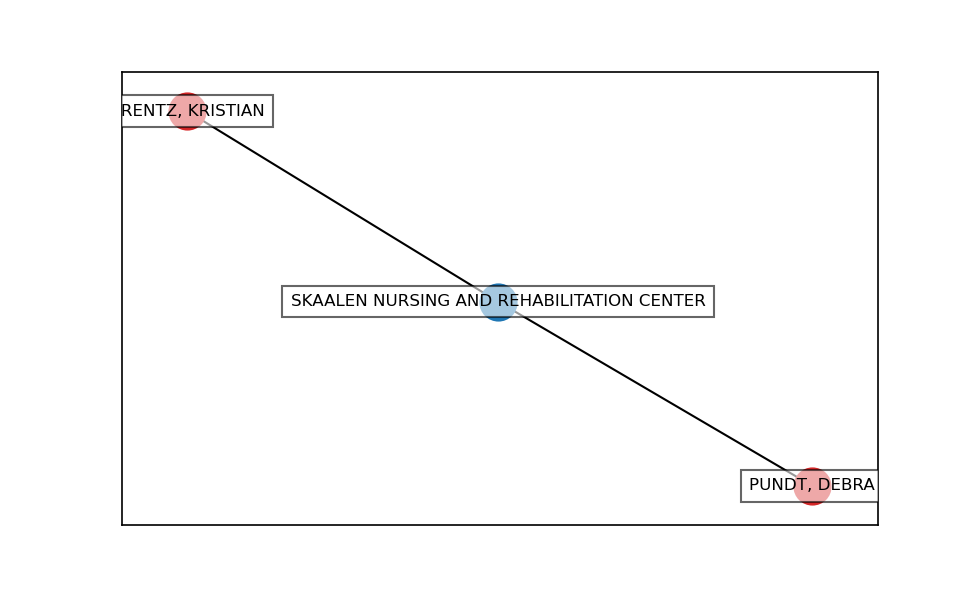 RENTZ, KRISTIAN
SKAALEN NURSING AND REHABILITATION CENTER
PUNDT, DEBRA